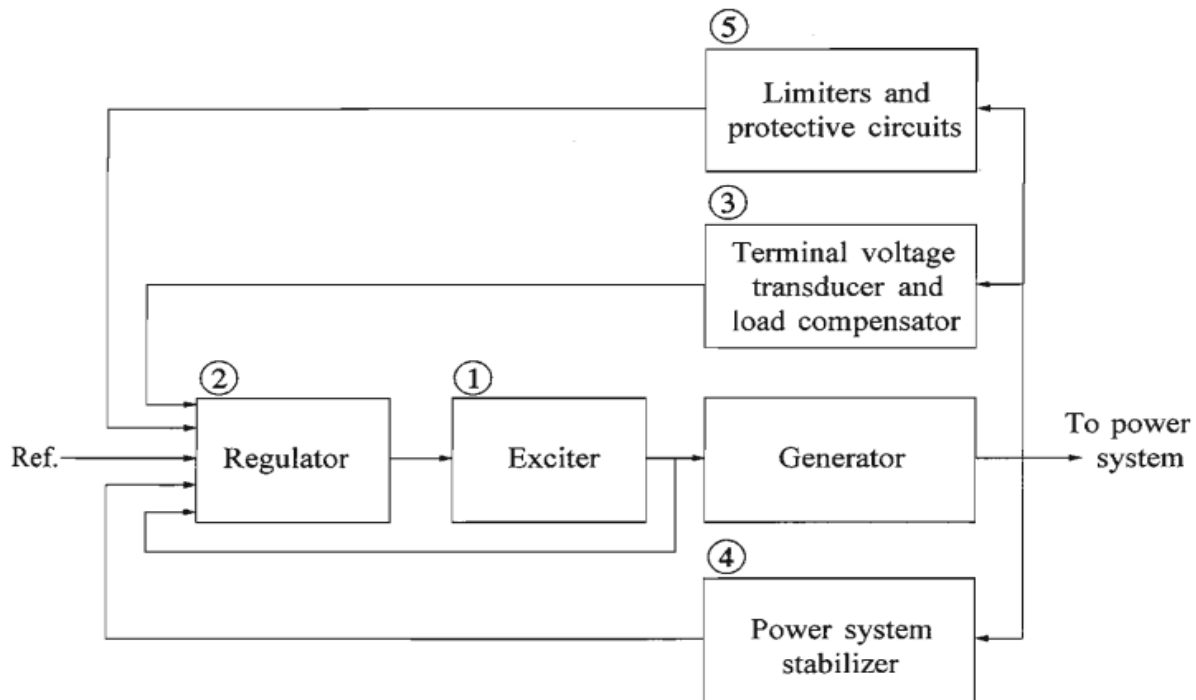 ⑤
Limiters and
protective circuits
③
Terminal voltage
transducer and
load compensator
②
①
Ref.
Regulator
Exciter
Generator
To power
system
④
Power system
stabilizer